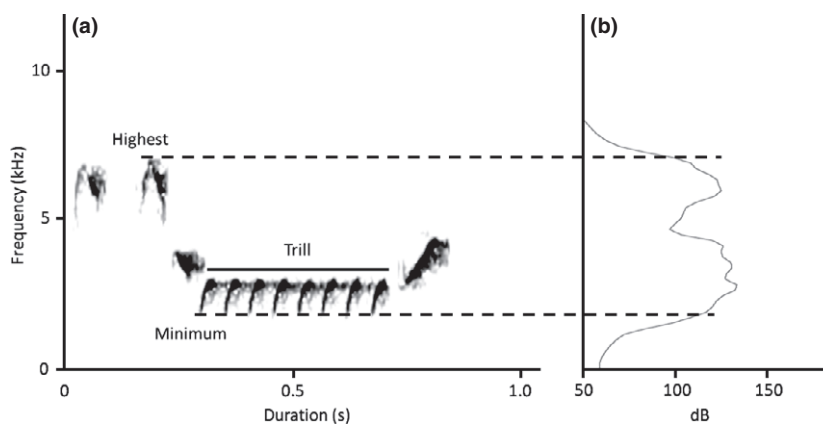 (a)
(b)
10
Highest
Frequency (kHz)
5
Trill
Minimum
0
0
0.5
1.0
50
100
150
Duration (s)
dB